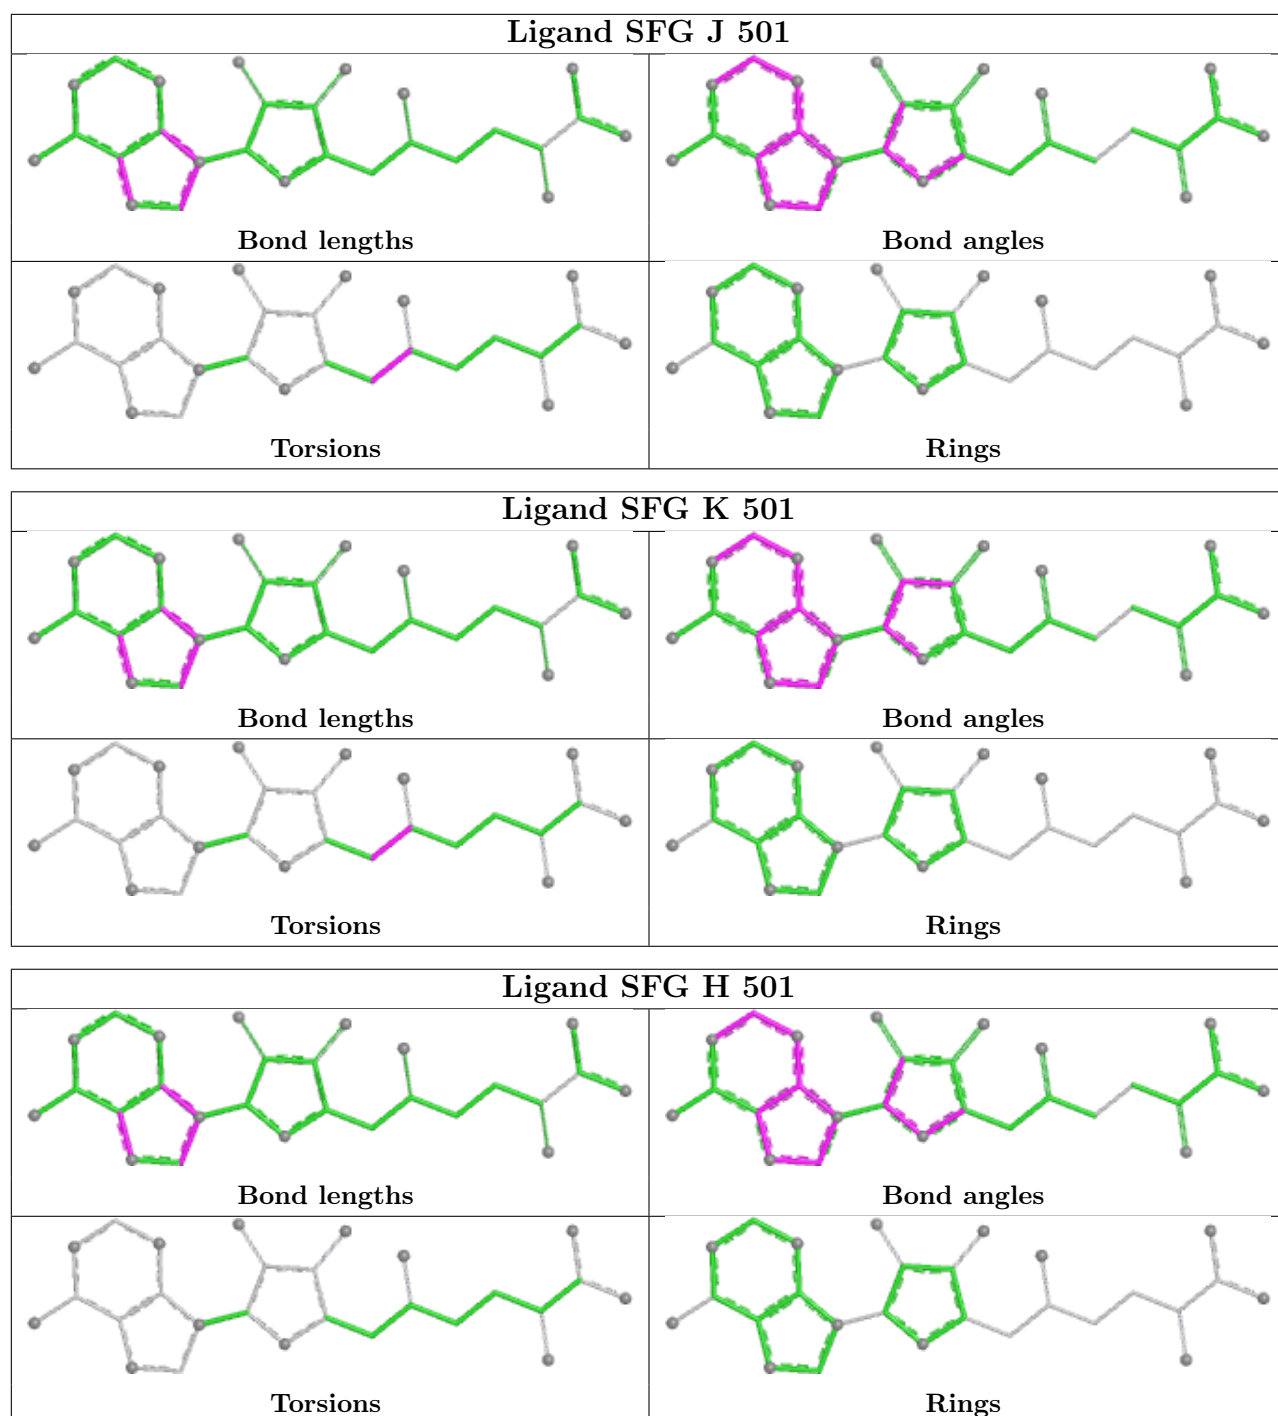 Ligand SFG J 501
Bond lengths
Bond angles
Torsions
Rings
Ligand SFG K 501
Bond lengths
Bond angles
Torsions
Rings
Ligand SFG H 501
Bond lengths
Bond angles
Torsions
Rings